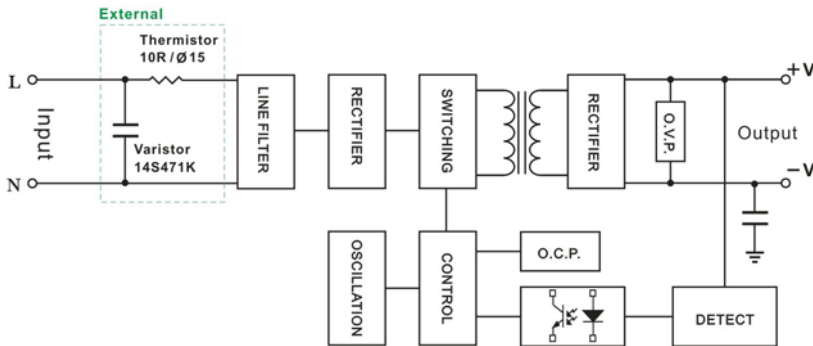 External
Thermistor
10R/Ø15
L
Input
Varistor
14S471K
N
LINE FILTER
RECTIFIER
SWITCHING
RECTIFIER
O.V.P.
+V
Output
−V
OSCILLATION
CONTROL
O.C.P.
DETECT